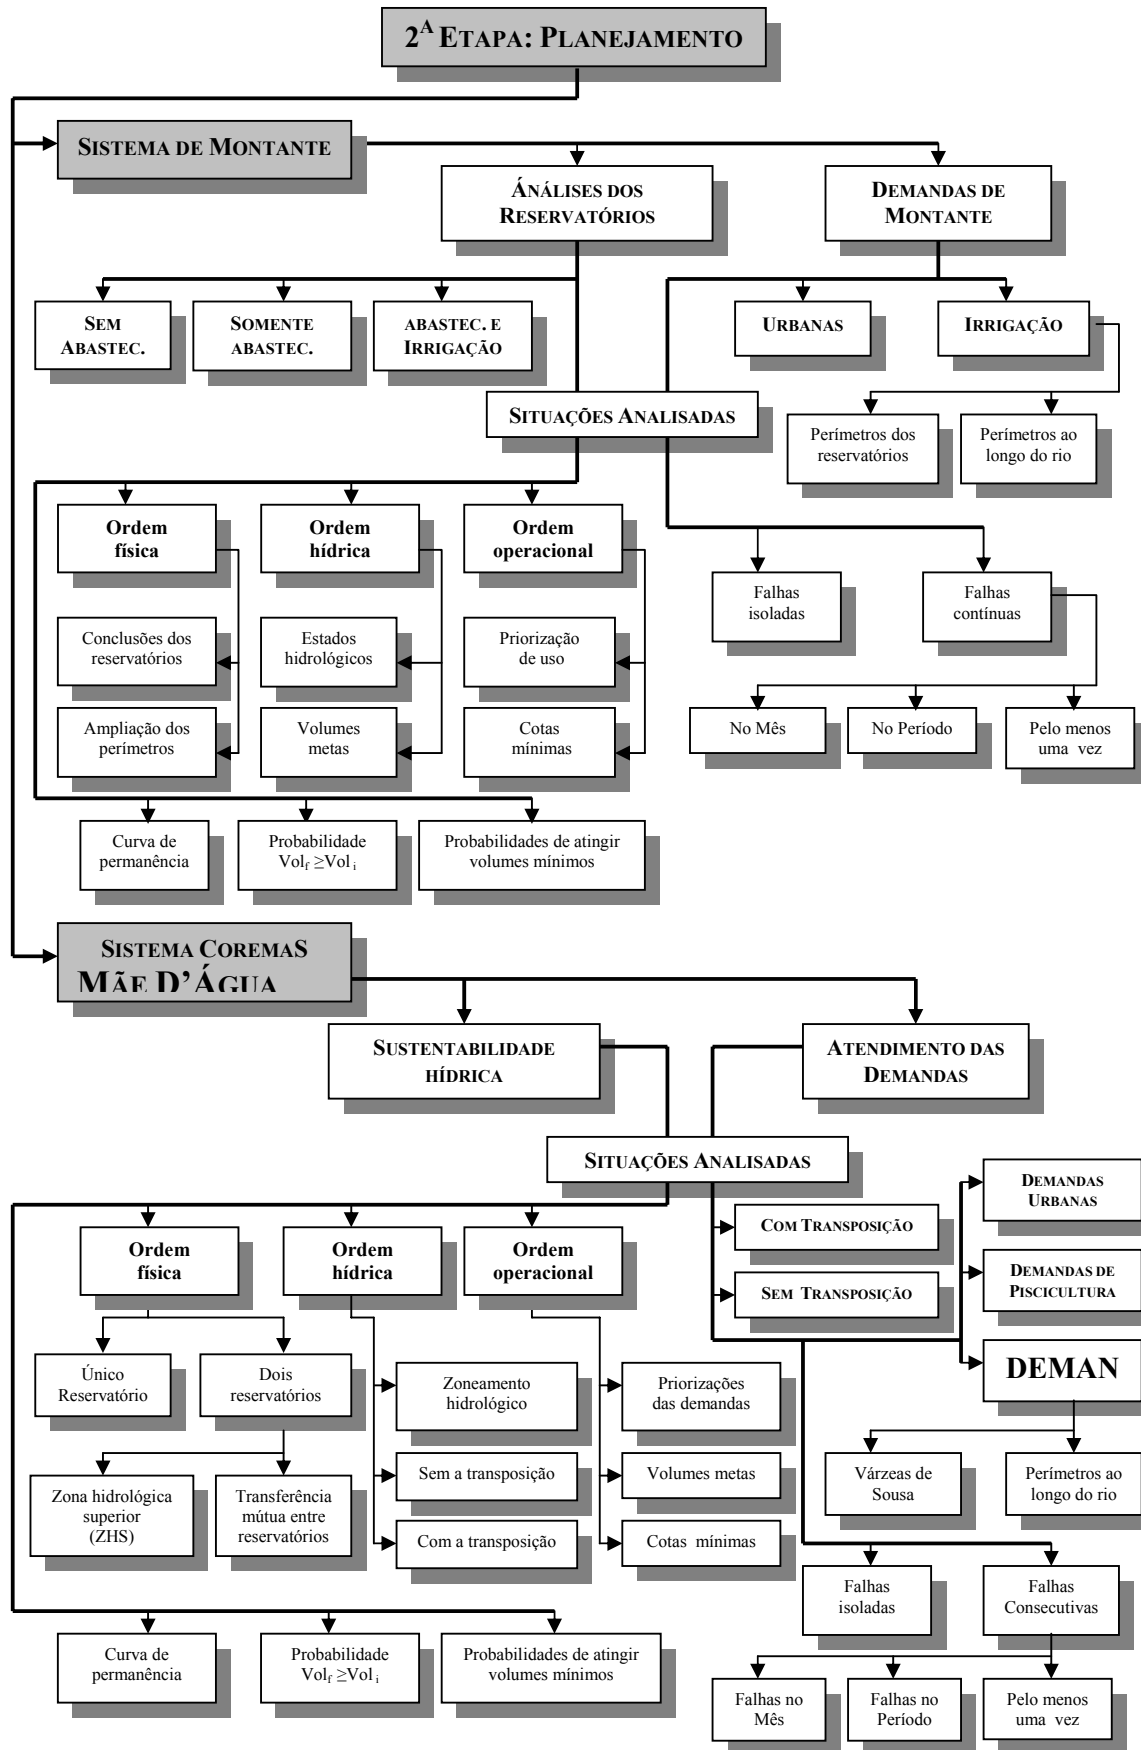 2ᴬ ETAPA: PLANEJAMENTO
SISTEMA DE MONTANTE
ÁNÁLISES DOS
RESERVATÓRIOS
DEMANDAS DE
MONTANTE
SEM
ABASTEC.
SOMENTE
ABASTEC.
ABASTEC. E
IRRIGAÇÃO
URBANAS
IRRIGAÇÃO
SITUAÇÕES ANALISADAS
Perímetros dos
reservatórios
Perímetros ao
longo do rio
Ordem
física
Ordem
hídrica
Ordem
operacional
Falhas
isoladas
Falhas
contínuas
Conclusões dos
reservatórios
Estados
hidrológicos
Priorização
de uso
Ampliação dos
perímetros
Volumes
metas
Cotas
mínimas
No Mês
No Período
Pelo menos
uma vez
Curva de
permanência
Probabilidade
Volf ≥Vol i
Probabilidades de atingir
volumes mínimos
SISTEMA COREMAS
MÃE D'ÁGUA
SUSTENTABILIDADE
HÍDRICA
ATENDIMENTO DAS
DEMANDAS
SITUAÇÕES ANALISADAS
DEMANDAS
URBANAS
COM TRANSPOSIÇÃO
DEMANDAS DE
PISCICULTURA
SEM TRANSPOSIÇÃO
DEMAN
Ordem
física
Ordem
hídrica
Ordem
operacional
Único
Reservatório
Dois
reservatórios
Zoneamento
hidrológico
Priorizações
das demandas
Zona hidrológica
superior
(ZHS)
Transferência
mútua entre
reservatórios
Sem a transposição
Volumes metas
Com a transposição
Cotas mínimas
Várzeas de
Sousa
Perímetros ao
longo do rio
Falhas
isoladas
Falhas
Consecutivas
Curva de
permanência
Probabilidade
Volf ≥Vol i
Probabilidades de atingir
volumes mínimos
Falhas no
Mês
Falhas no
Período
Pelo menos
uma vez